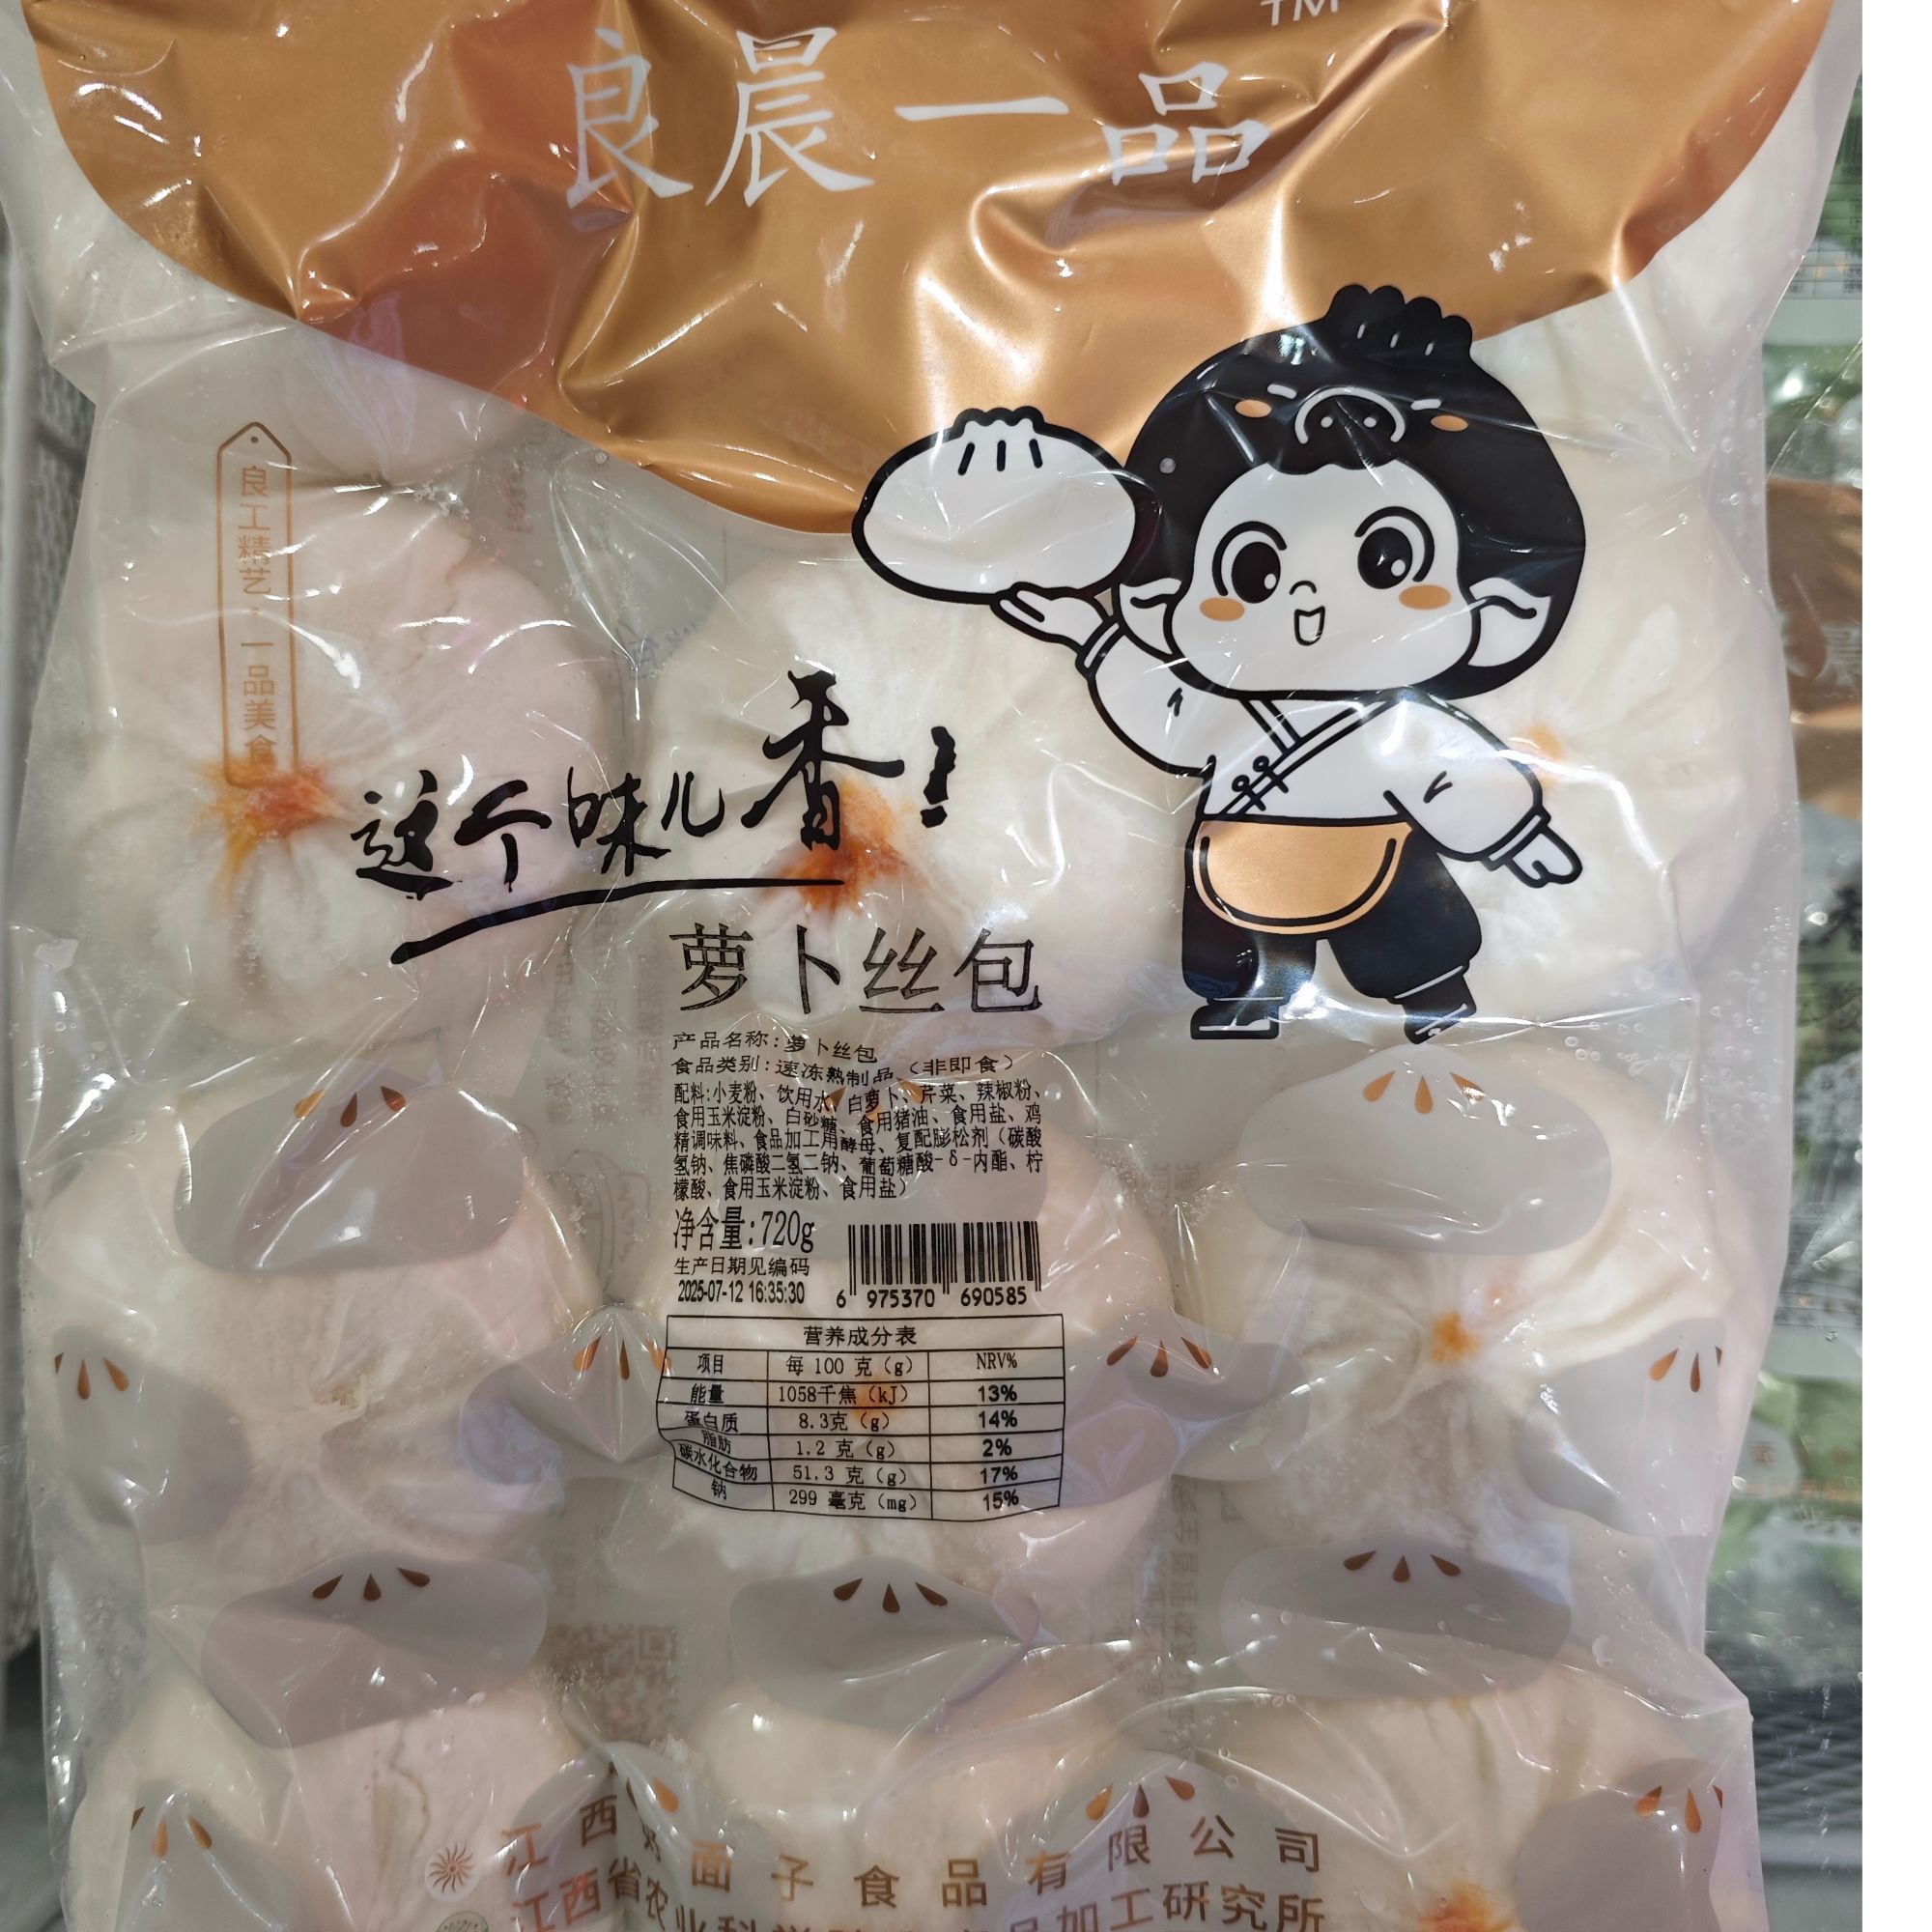 TM
良晨一品
良工精艺·一品美食
这个味儿香！
萝卜丝包
产品名称：萝卜丝包
食品类别：速冻熟制品（非即食）
配料:小麦粉、饮用水、白萝卜、芹菜、辣椒粉、
食用玉米淀粉、白砂糖、食用猪油、食用盐、鸡
精调味料、食品加工用酵母、复配膨松剂（碳酸
氢钠、焦磷酸二氢二钠、葡萄糖酸-δ-内酯、柠
檬酸、食用玉米淀粉、食用盐）
净含量:720g
生产日期见编码
2025-07-12 16:35:30
6 975370 690585
营养成分表
项目 每 100 克（g） NRV%
能量 1058千焦（kJ） 13%
蛋白质 8.3克（g） 14%
脂肪 1.2 克（g） 2%
碳水化合物 51.3 克（g） 17%
钠 299 毫克（mg） 15%
江西 面子食品有限公司
江西省农业科学 品加工研究所